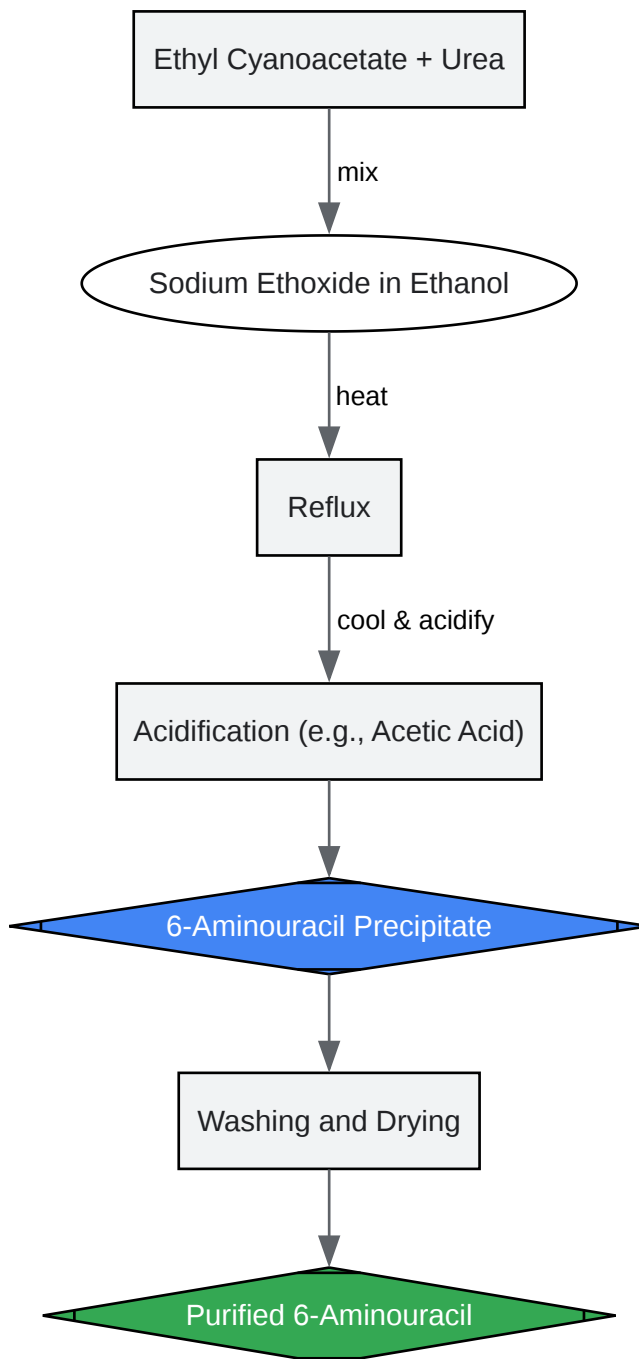 Ethyl Cyanoacetate + Urea
mix
Sodium Ethoxide in Ethanol
heat
Reflux
cool & acidify
Acidification (e.g., Acetic Acid)
6-Aminouracil Precipitate
Washing and Drying
Purified 6-Aminouracil